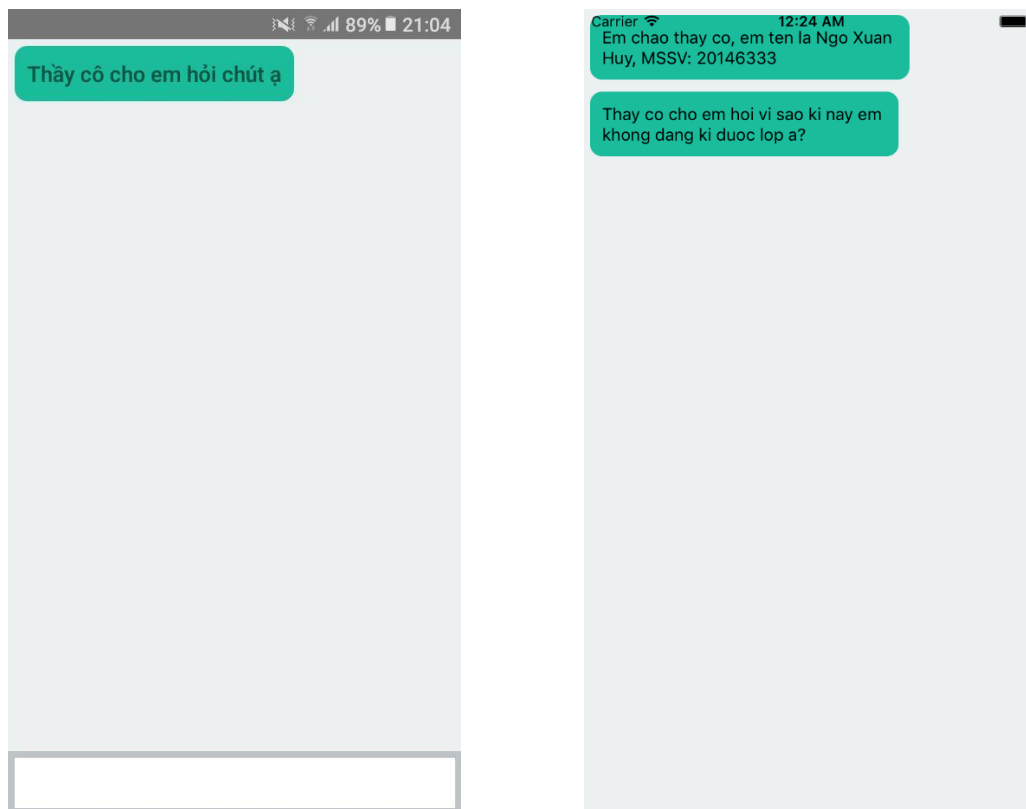 89% 21:04
Thầy cô cho em hỏi chút ạ
Carrier 12:24 AM
Em chao thay co, em ten la Ngo Xuan
Huy, MSSV: 20146333
Thay co cho em hoi vi sao ki nay em
khong dang ki duoc lop a?